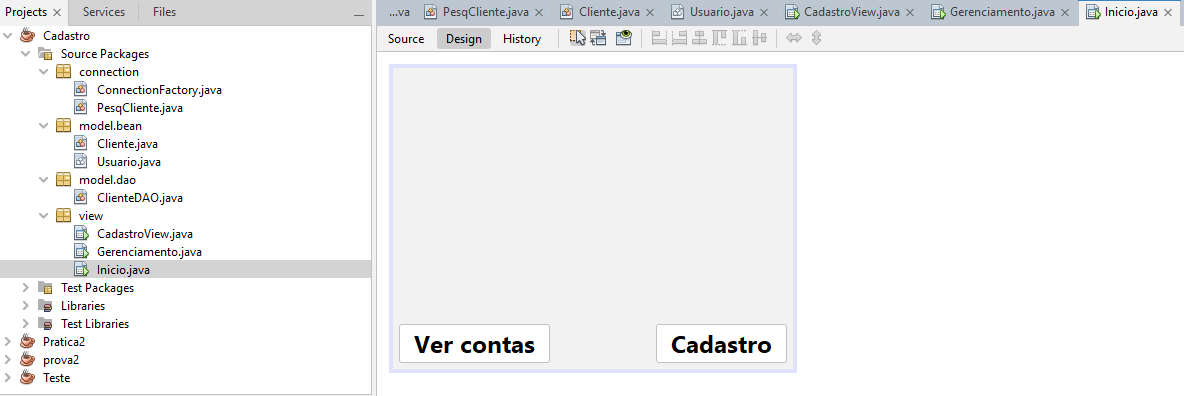 Projects × Services Files
Cadastro
Source Packages
connection
ConnectionFactory.java
PesqCliente.java
model.bean
Cliente.java
Usuario.java
model.dao
ClienteDAO.java
view
CadastroView.java
Gerenciamento.java
Inicio.java
Test Packages
Libraries
Test Libraries
Pratica2
prova2
Teste
...va PesqCliente.java × Cliente.java × Usuario.java × CadastroView.java × Gerenciamento.java × Inicio.java ×
Source Design History
Ver contas Cadastro